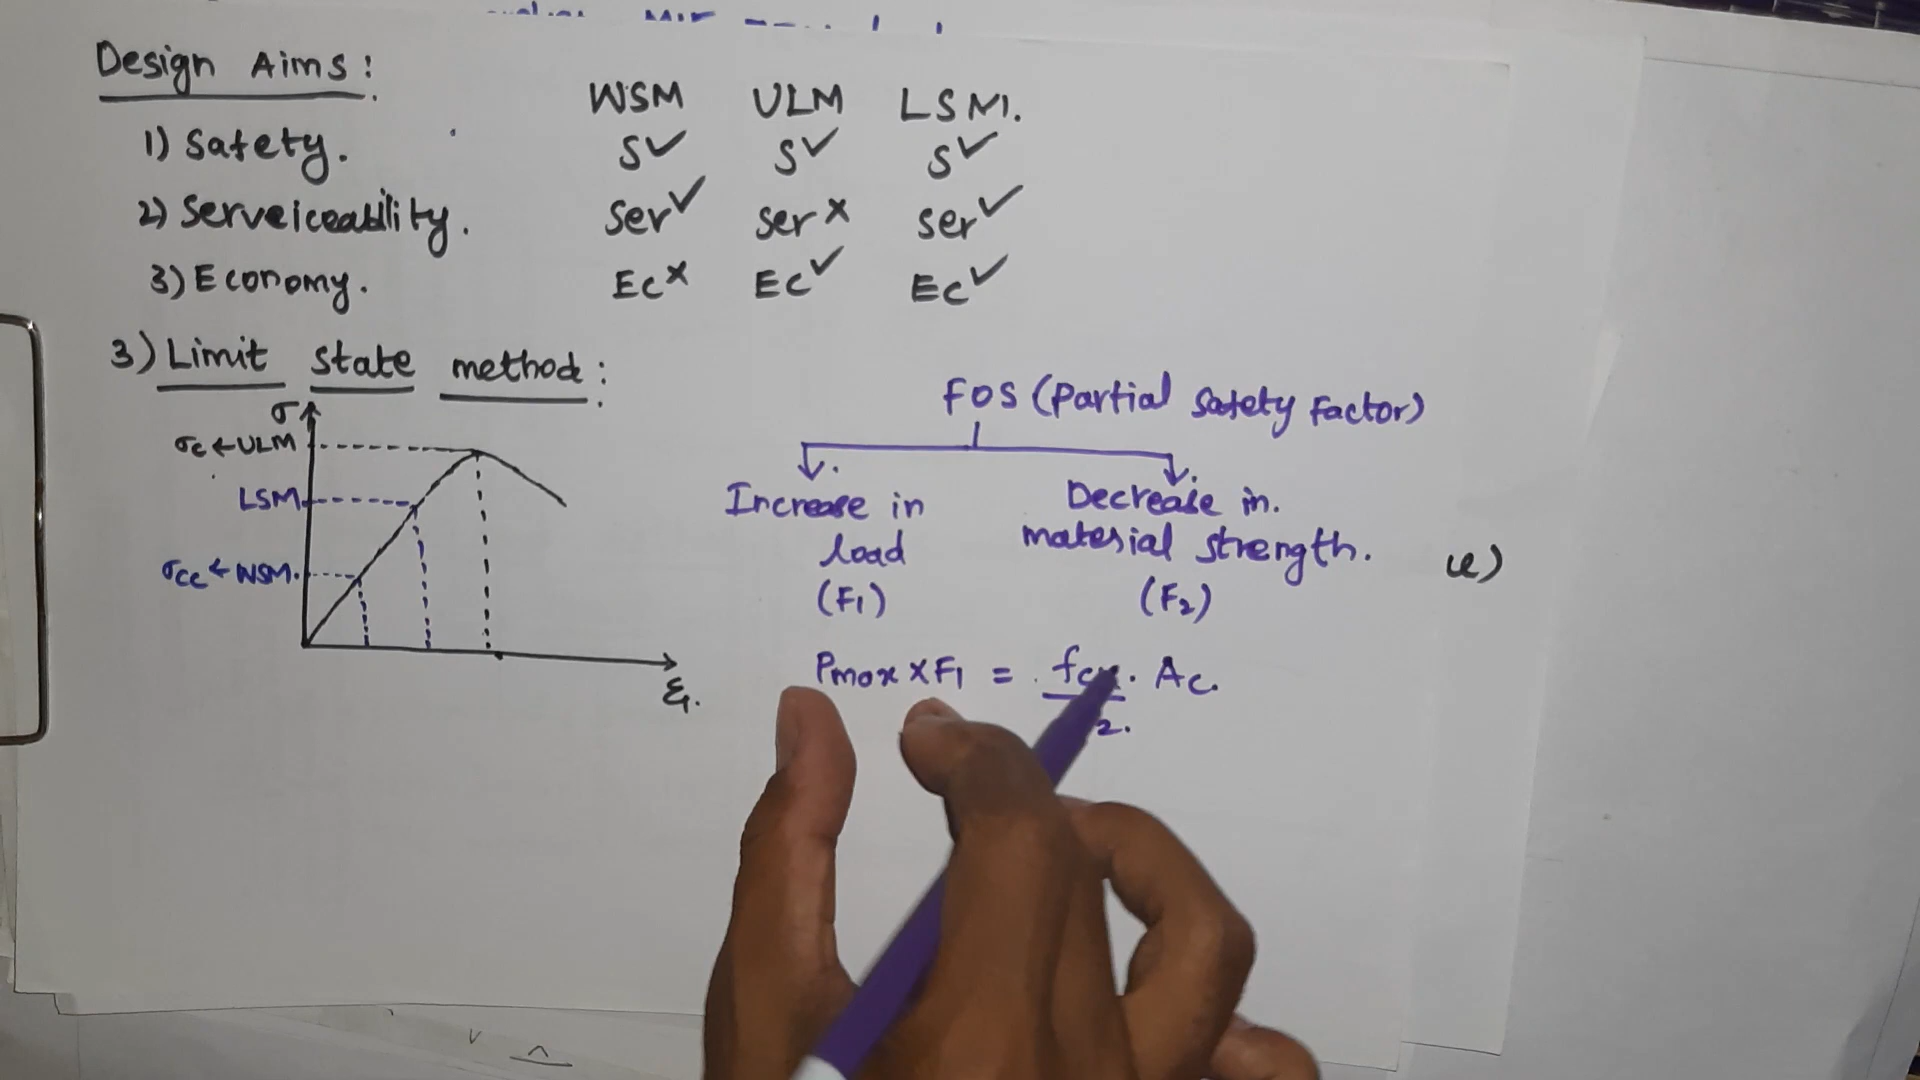 Design Aims:
WSM ULM LSM.
1) Safety. S✓ S✓ S✓
2) Serveiceability. Ser✓ Ser× Ser✓
3) Economy. Ec× Ec✓ Ec✓
3) Limit state method:
σ
σc ← ULM
LSM
σcc ← WSM.
ε.
FOS (Partial Safety Factor)
Increase in
load
(F1)
Decrease in.
material strength.
(F2)
Pmax × F1 = . fck . Ac.
2.